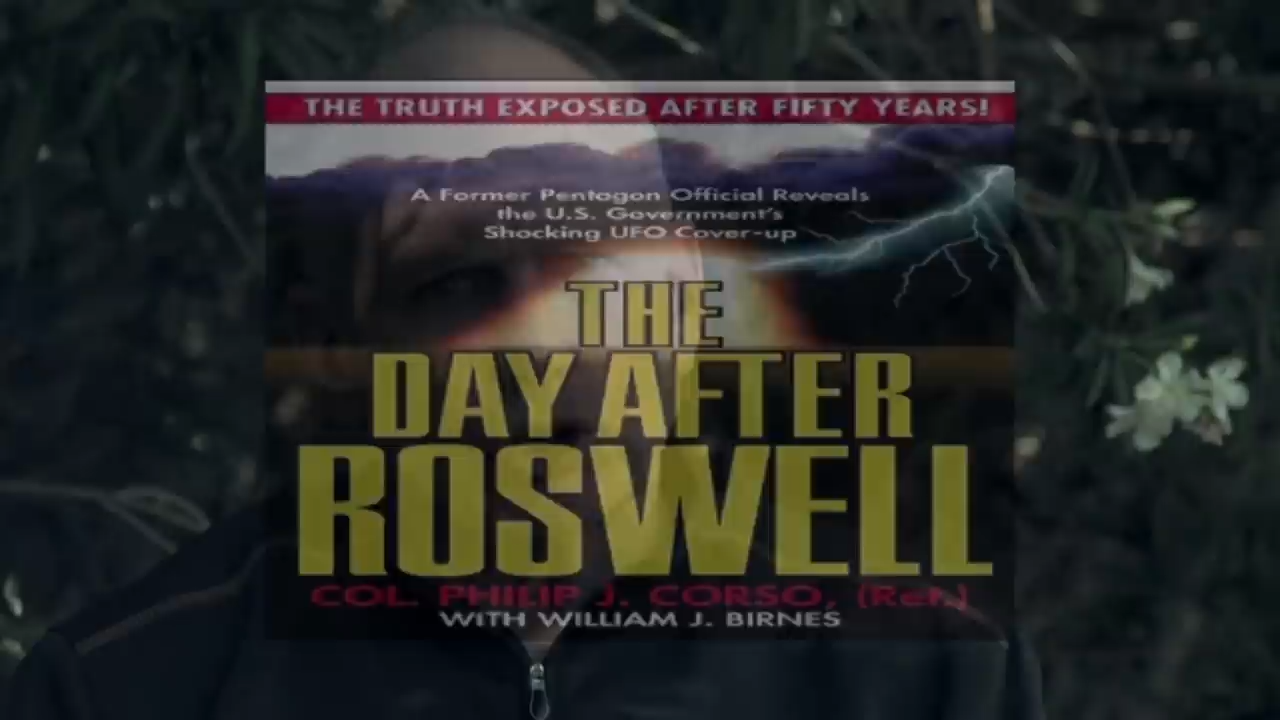 THE TRUTH EXPOSED AFTER FIFTY YEARS!
A Former Pentagon Official Reveals
the U.S. Government's
Shocking UFO Cover-up
THE
DAY AFTER
ROSWELL
COL. PHILIP J. CORSO, (Ret.)
WITH WILLIAM J. BIRNES